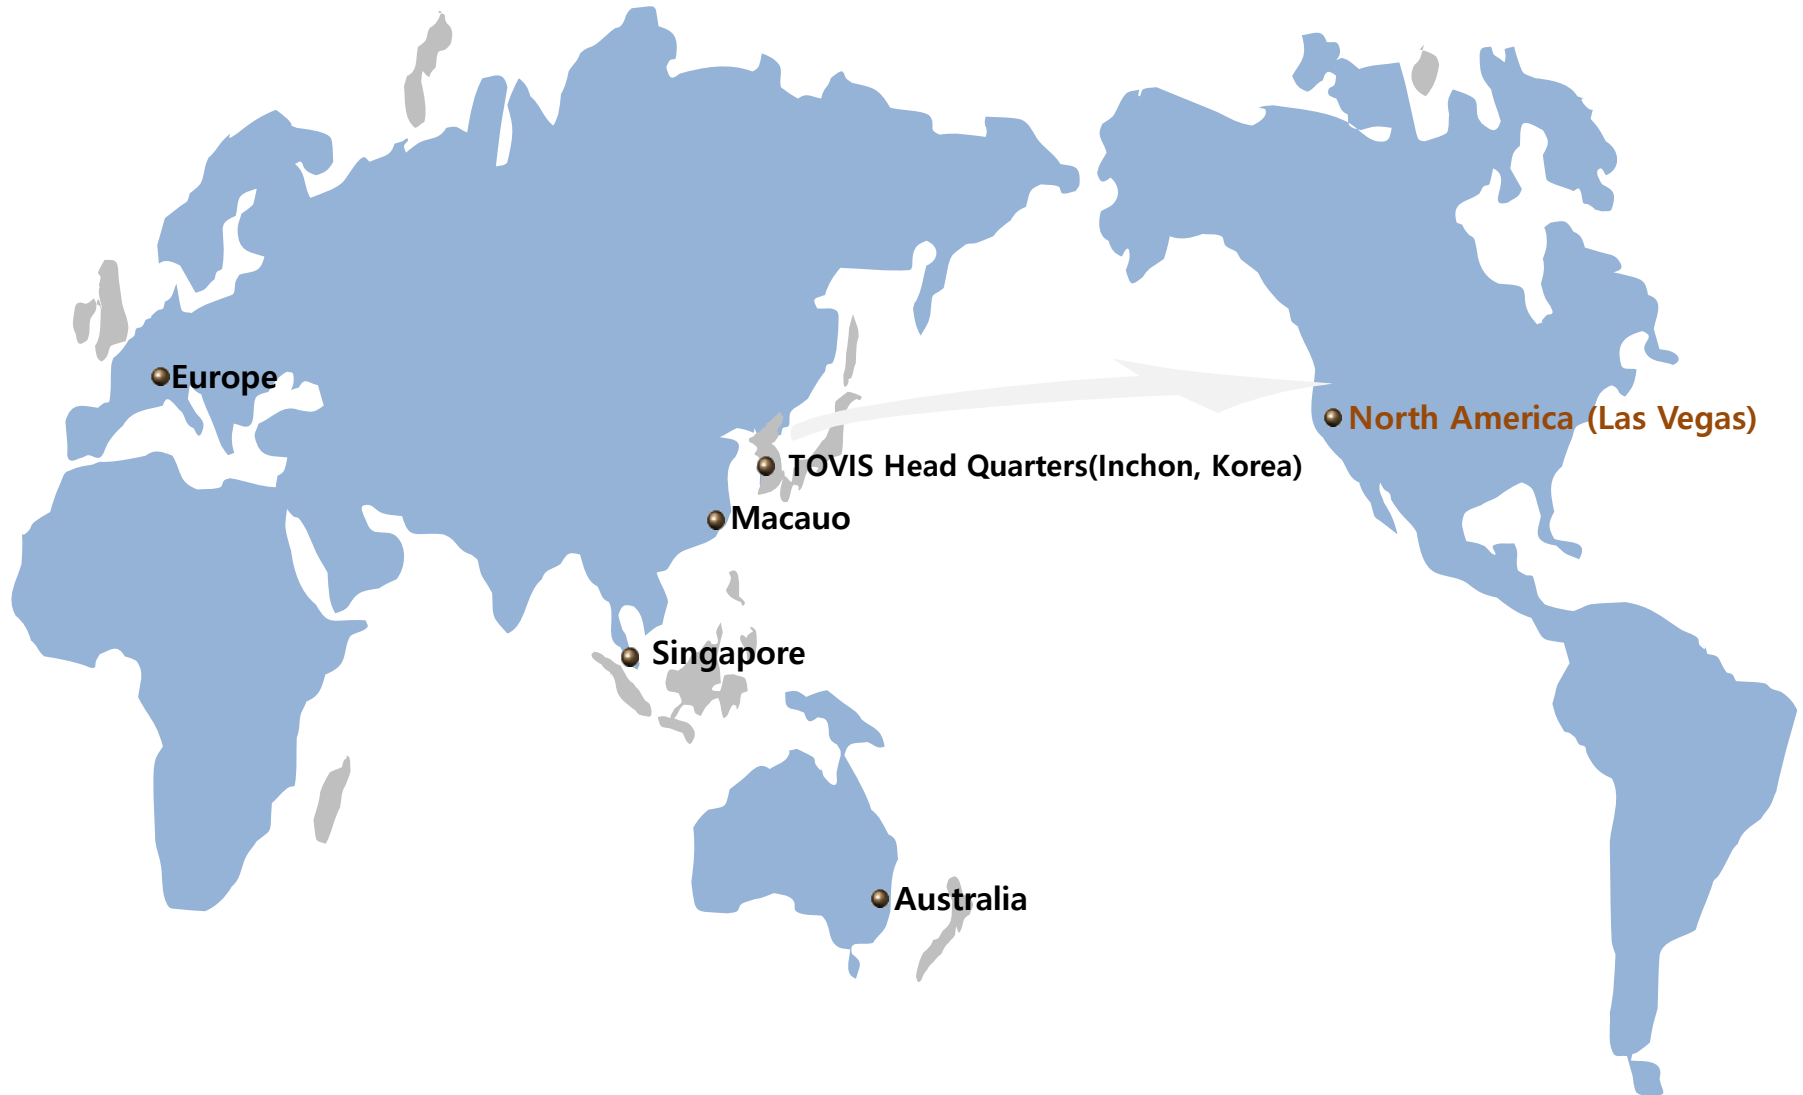 Europe
North America (Las Vegas)
TOVIS Head Quarters(Inchon, Korea)
Macauo
Singapore
Australia